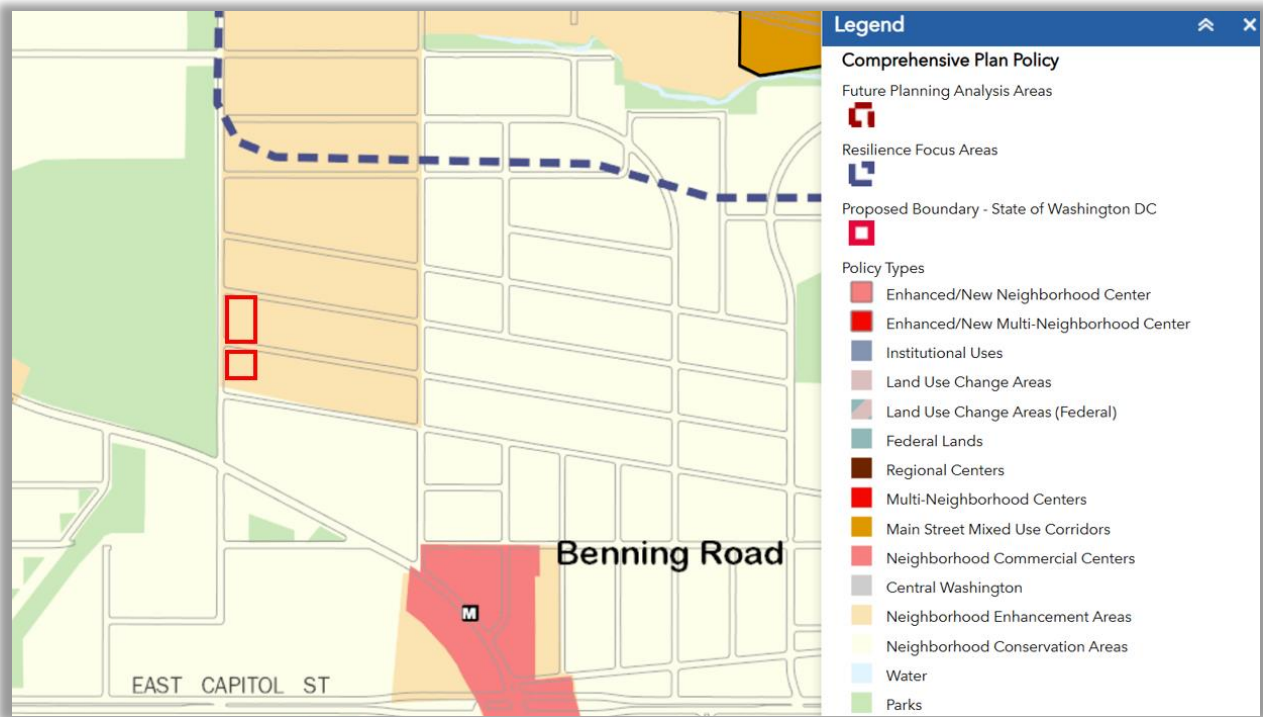 Benning Road
M
EAST CAPITOL ST
Legend
Comprehensive Plan Policy
Future Planning Analysis Areas
Resilience Focus Areas
Proposed Boundary - State of Washington DC
Policy Types
Enhanced/New Neighborhood Center
Enhanced/New Multi-Neighborhood Center
Institutional Uses
Land Use Change Areas
Land Use Change Areas (Federal)
Federal Lands
Regional Centers
Multi-Neighborhood Centers
Main Street Mixed Use Corridors
Neighborhood Commercial Centers
Central Washington
Neighborhood Enhancement Areas
Neighborhood Conservation Areas
Water
Parks